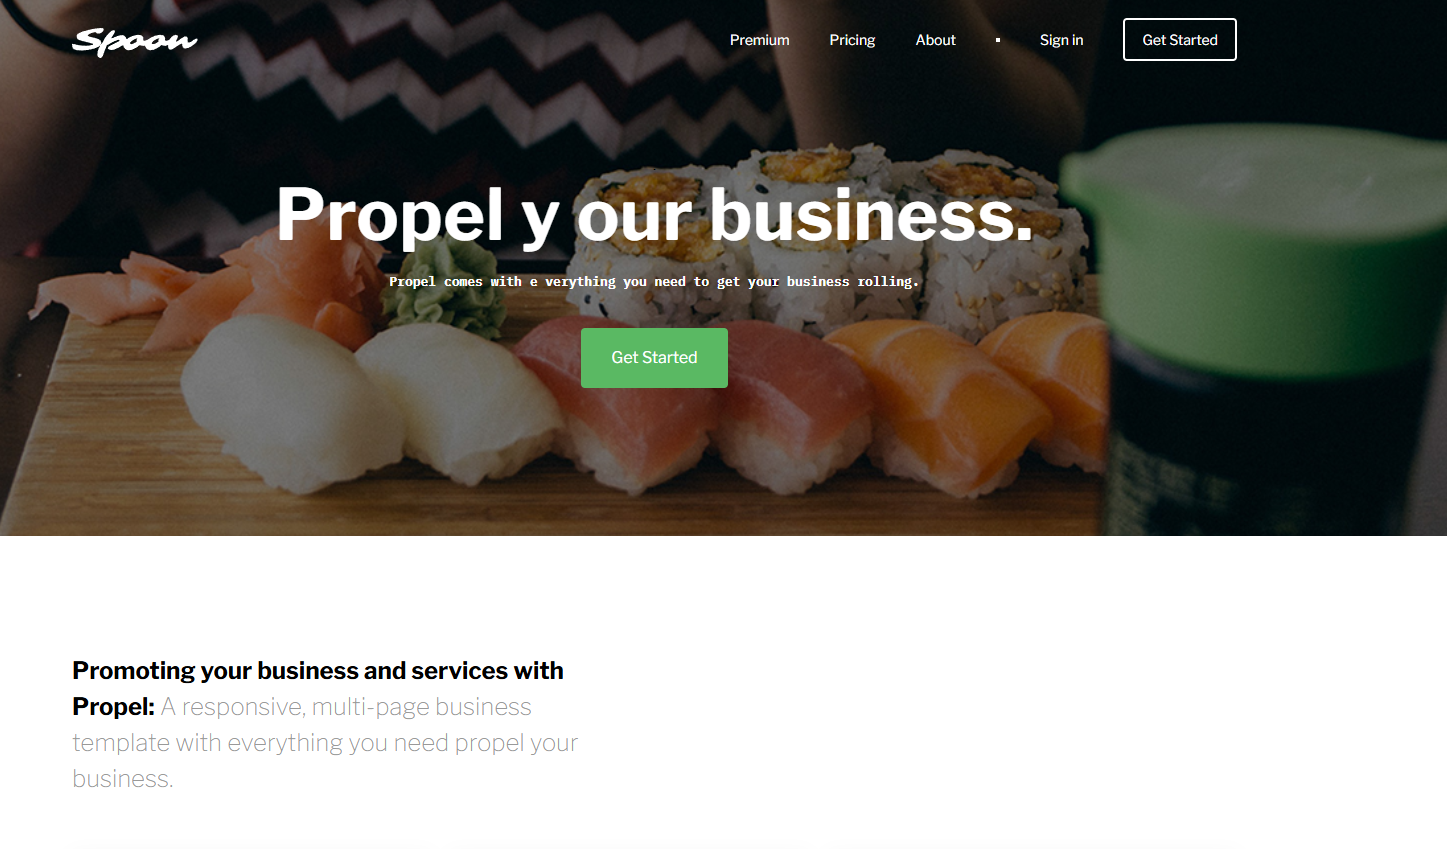 Spoon
Premium Pricing About Sign in Get Started
Propel y our business.
Propel comes with e verything you need to get your business rolling.
Get Started
Promoting your business and services with
Propel: A responsive, multi-page business
template with everything you need propel your
business.